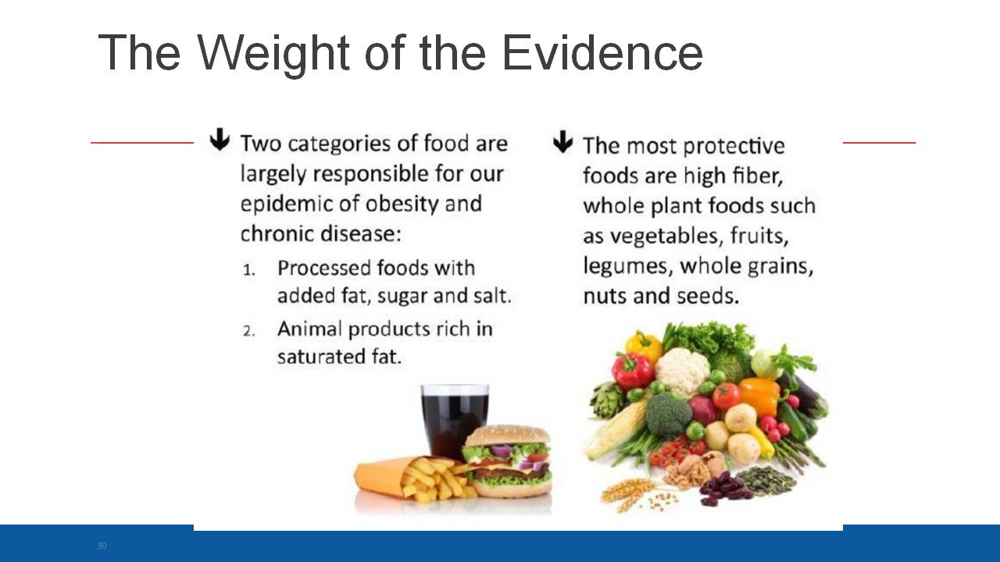 The Weight of the Evidence
Two categories of food are
largely responsible for our
epidemic of obesity and
chronic disease:
1. Processed foods with
added fat, sugar and salt.
2. Animal products rich in
saturated fat.
The most protective
foods are high fiber,
whole plant foods such
as vegetables, fruits,
legumes, whole grains,
nuts and seeds.
30